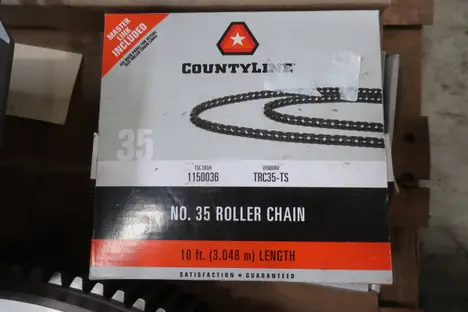 MASTER
LINK
INCLUDED
COUNTYLINE
35
TSC SKU#
1150036
VENDOR#
TRC35-TS
NO. 35 ROLLER CHAIN
10 ft. (3.048 m) LENGTH
SATISFACTION GUARANTEED